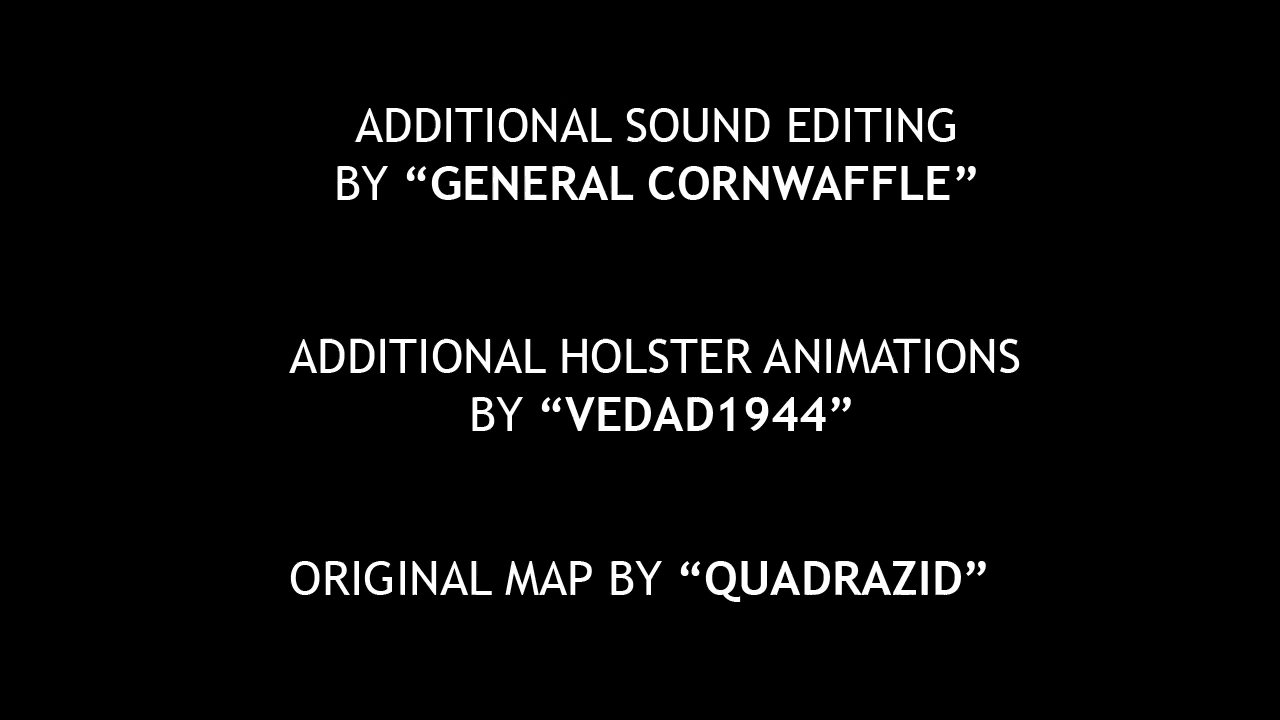 ADDITIONAL SOUND EDITING
BY “GENERAL CORNWAFFLE”
ADDITIONAL HOLSTER ANIMATIONS
BY “VEDAD1944”
ORIGINAL MAP BY “QUADRAZID”